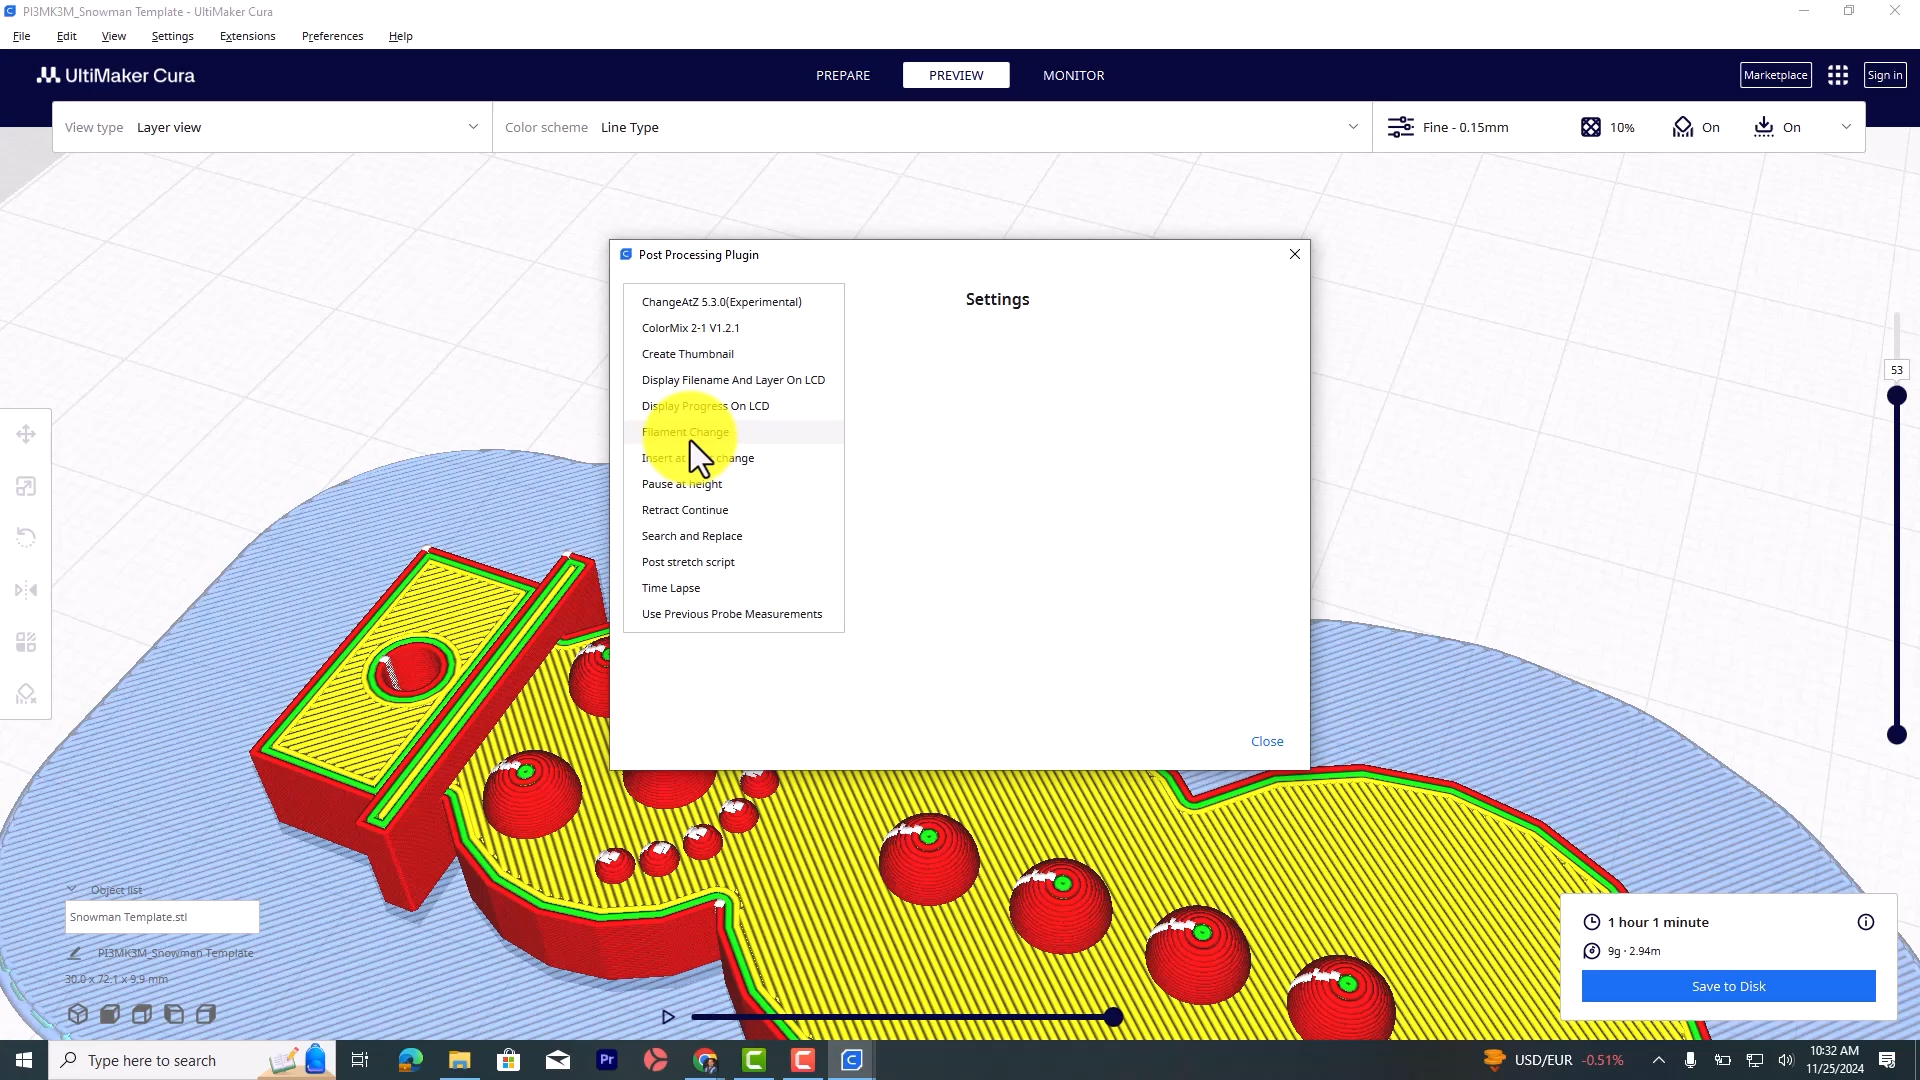 PI3MK3M_Snowman Template - UltiMaker Cura
File Edit View Settings Extensions Preferences Help
UltiMaker Cura
PREPARE PREVIEW MONITOR
Marketplace
Sign in
View type Layer view
Color scheme Line Type
Fine - 0.15mm
10%
On
On
Post Processing Plugin
ChangeAtZ 5.3.0(Experimental)
ColorMix 2-1 V1.2.1
Create Thumbnail
Display Filename And Layer On LCD
Display Progress On LCD
Filament Change
Insert at change
Pause at height
Retract Continue
Search and Replace
Post stretch script
Time Lapse
Use Previous Probe Measurements
Settings
Close
53
Object list
Snowman Template.stl
PI3MK3M_Snowman Template
30.0 x 72.1 x 9.9 mm
1 hour 1 minute
9g · 2.94m
Save to Disk
Type here to search
Pr
USD/EUR -0.51%
10:32 AM
11/25/2024